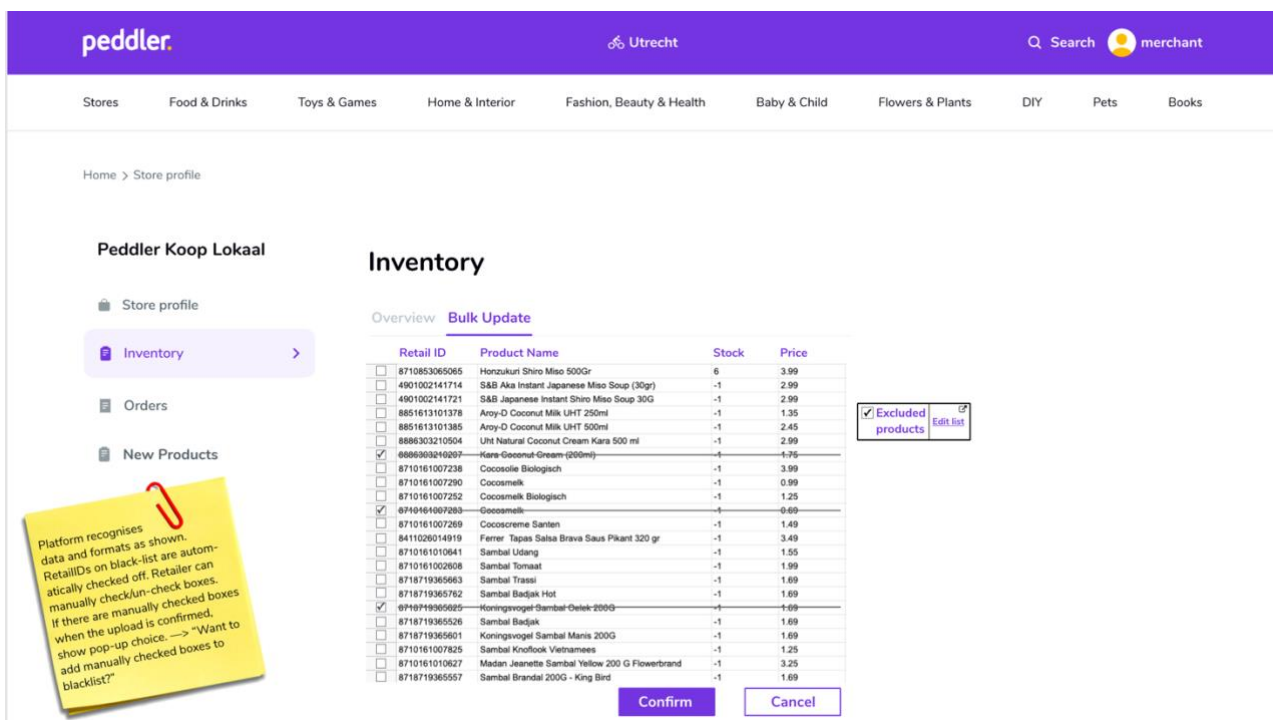 peddler.
Utrecht
Search
merchant
Stores Food & Drinks Toys & Games Home & Interior Fashion, Beauty & Health Baby & Child Flowers & Plants DIY Pets Books
Home > Store profile
Peddler Koop Lokaal
Store profile
Inventory
Orders
New Products
Platform recognises
data and formats as shown.
RetailIDs on black-list are autom-
atically checked off. Retailer can
manually check/un-check boxes.
If there are manually checked boxes
when the upload is confirmed,
show pop-up choice. —> “Want to
add manually checked boxes to
blacklist?”
Inventory
Overview Bulk Update
Retail ID Product Name Stock Price
8710853065065 Honzukuri Shiro Miso 500Gr 6 3.99
4901002141714 S&B Aka Instant Japanese Miso Soup (30gr) -1 2.99
4901002141721 S&B Japanese Instant Shiro Miso Soup 30G -1 2.99
8851613101378 Aroy-D Coconut Milk UHT 250ml -1 1.35
8851613101385 Aroy-D Coconut Milk UHT 500ml -1 2.45
8886303210504 Uht Natural Coconut Cream Kara 500 ml -1 2.99
8886303210207 Kara Coconut Cream (200ml) -1 1.75
8710161007238 Cocosolie Biologisch -1 3.99
8710161007290 Cocosmelk -1 0.99
8710161007252 Cocosmelk Biologisch -1 1.25
8710161007283 Cocosmelk -1 0.69
8710161007269 Cocoscreme Santen -1 1.49
8411026014919 Ferrer Tapas Salsa Brava Saus Pikant 320 gr -1 3.49
8710161010641 Sambal Udang -1 1.55
8710161002608 Sambal Tomaat -1 1.99
8718719365663 Sambal Trassi -1 1.69
8718719365762 Sambal Badjak Hot -1 1.69
8718719365625 Koningsvogel Sambal Oelek 200G -1 1.69
8718719365526 Sambal Badjak -1 1.69
8718719365601 Koningsvogel Sambal Manis 200G -1 1.69
8710161007825 Sambal Knoflook Vietnamees -1 1.25
8710161010627 Madan Jeanette Sambal Yellow 200 G Flowerbrand -1 3.25
8718719365557 Sambal Brandal 200G - King Bird -1 1.69
Excluded
products
Edit list
Confirm
Cancel